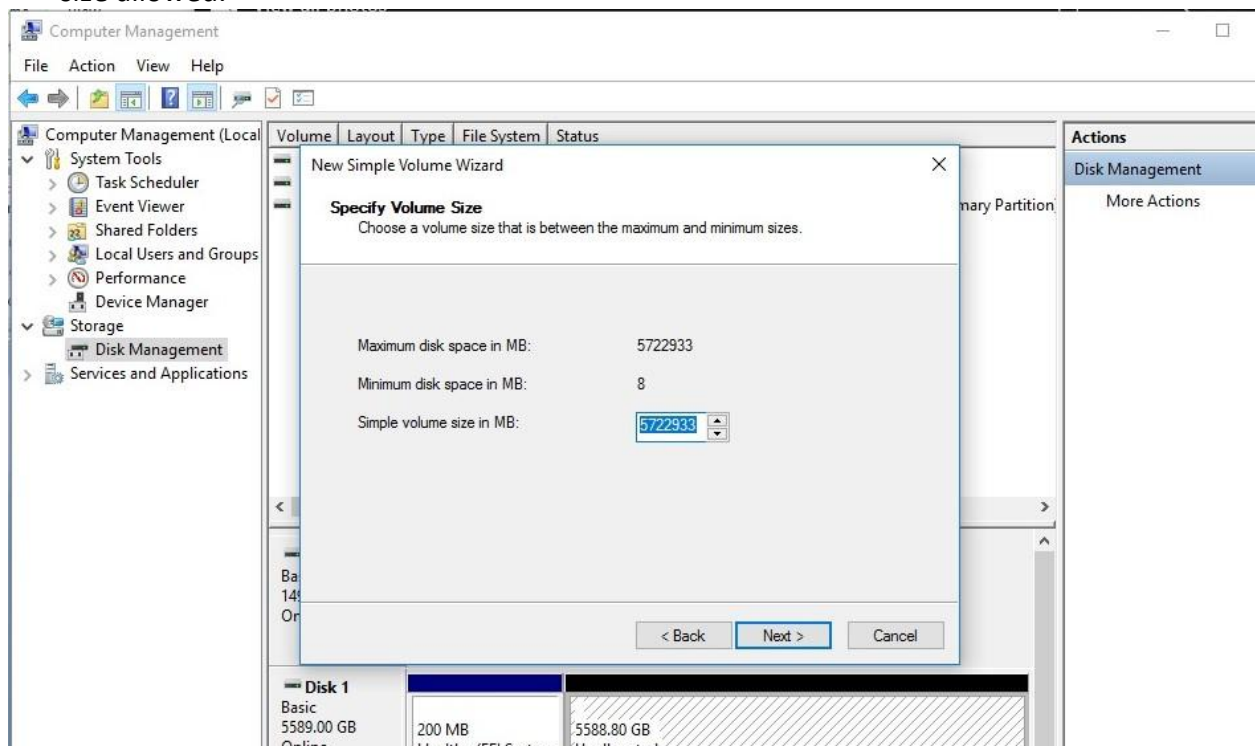 Computer Management
File Action View Help
Computer Management (Local
System Tools
Task Scheduler
Event Viewer
Shared Folders
Local Users and Groups
Performance
Device Manager
Storage
Disk Management
Services and Applications
Volume Layout Type File System Status
mary Partition
New Simple Volume Wizard
Specify Volume Size
Choose a volume size that is between the maximum and minimum sizes.
Maximum disk space in MB: 5722933
Minimum disk space in MB: 8
Simple volume size in MB: 5722933
< Back Next > Cancel
Ba
149
Or
Disk 1
Basic
5589.00 GB
200 MB
5588.80 GB
Actions
Disk Management
More Actions